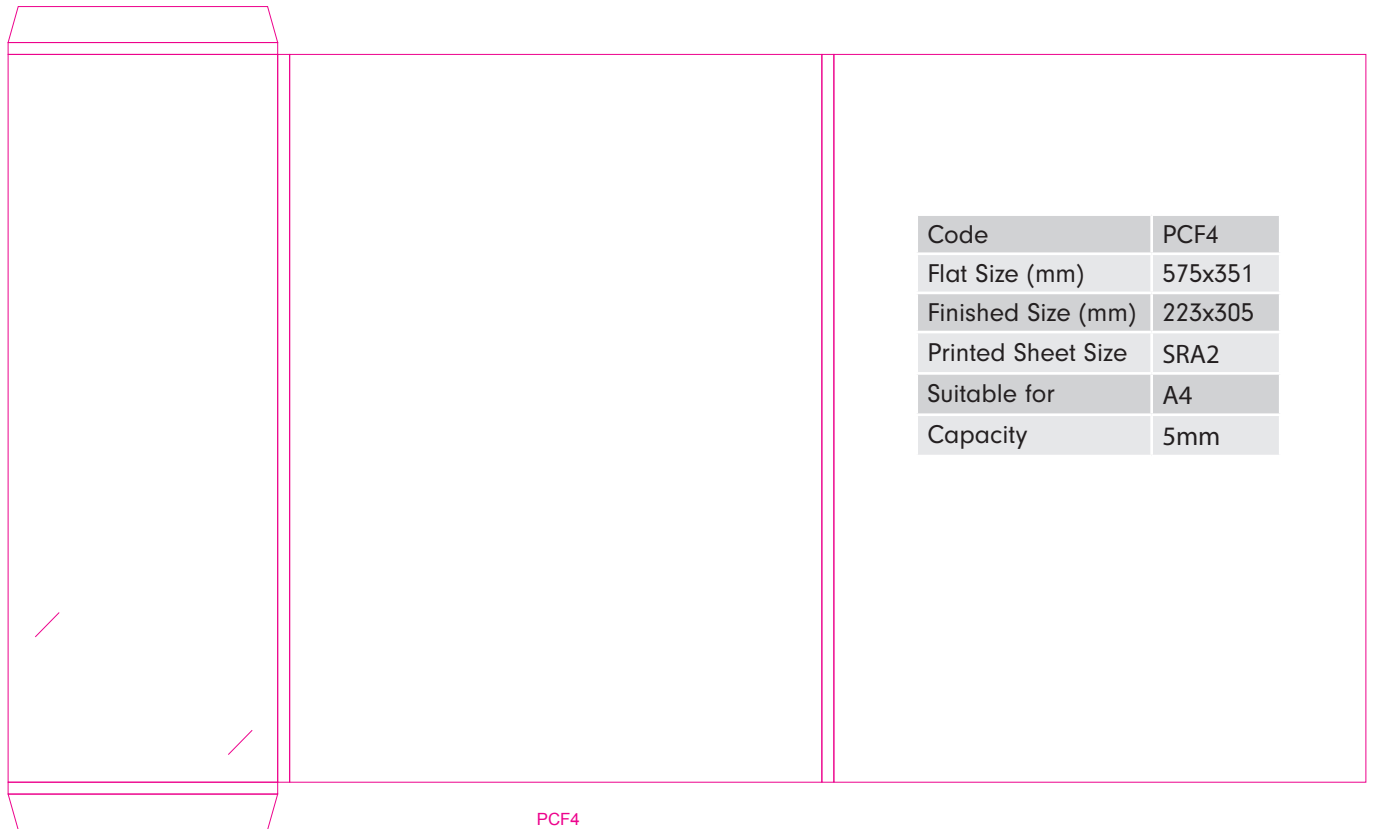 Code PCF4
Flat Size (mm) 575x351
Finished Size (mm) 223x305
Printed Sheet Size SRA2
Suitable for A4
Capacity 5mm
PCF4